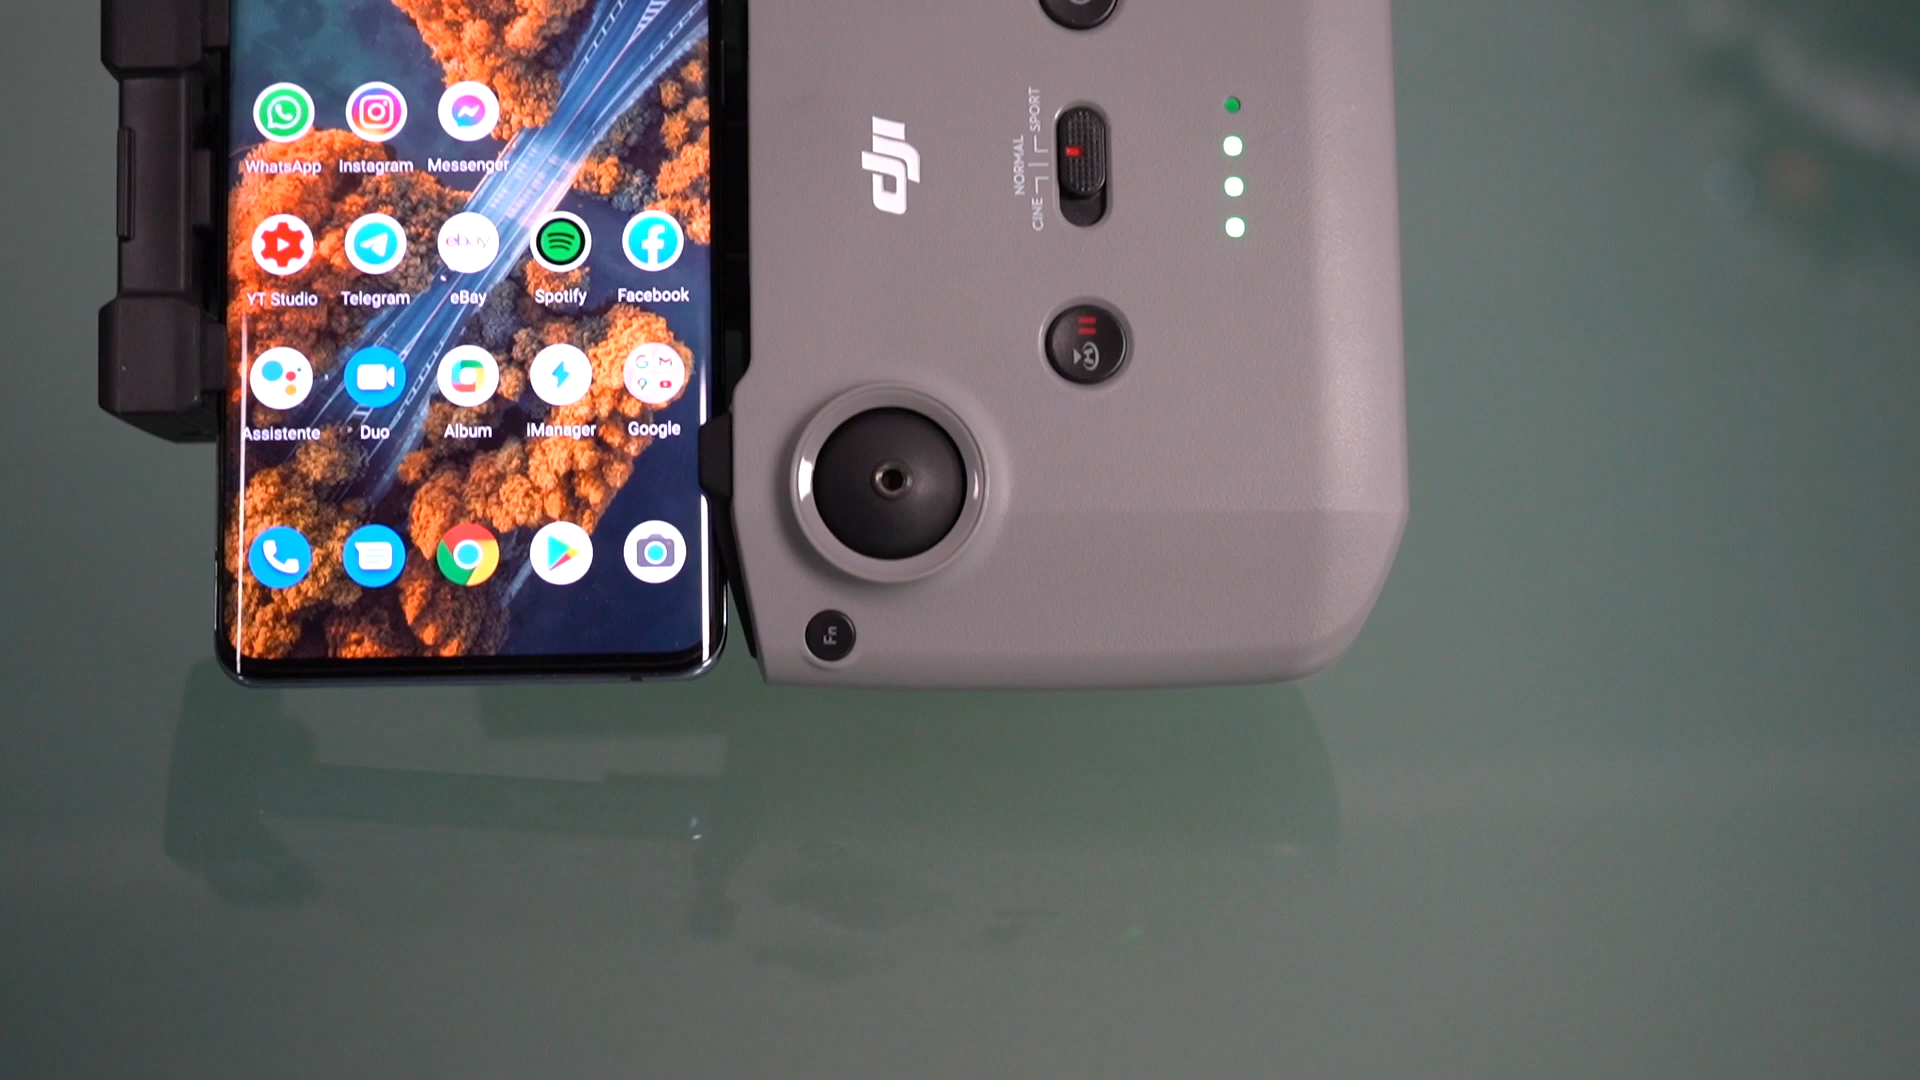 WhatsApp
Instagram
Messenger
YT Studio
Telegram
ebay
eBay
Spotify
Facebook
Assistente
Duo
Album
iManager
Google
G
M
dji
CINE
NORMAL
SPORT
Fn